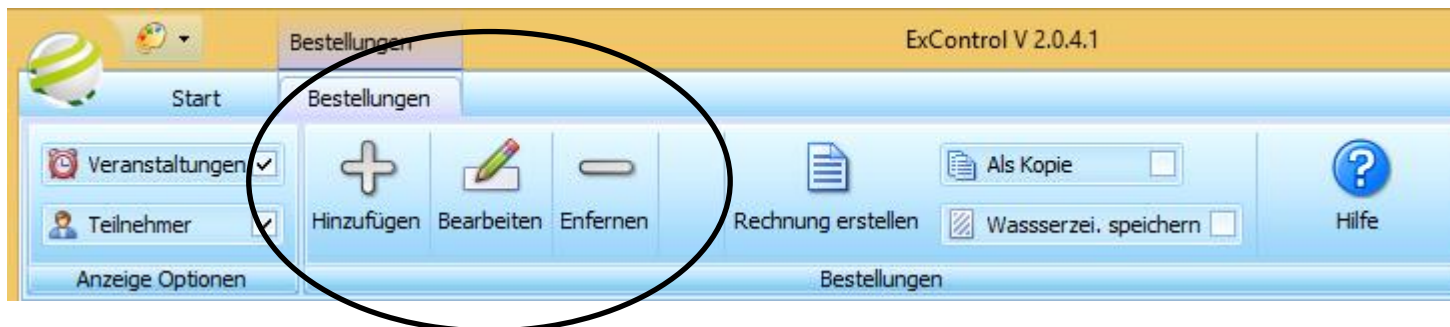 Bestellungen
ExControl V 2.0.4.1
Start
Bestellungen
Veranstaltungen
Teilnehmer
Anzeige Optionen
Hinzufügen
Bearbeiten
Enfernen
Rechnung erstellen
Als Kopie
Wassserzei. speichern
Hilfe
Bestellungen